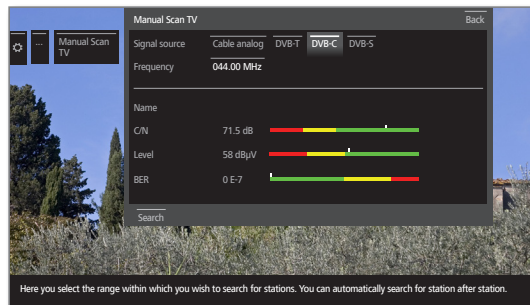 Manual Scan TV Back
... Manual Scan
TV
Signal source Cable analog DVB-T DVB-C DVB-S
Frequency 044.00 MHz
Name
C/N 71.5 dB
Level 58 dBµV
BER 0 E-7
Search
Here you select the range within which you wish to search for stations. You can automatically search for station after station.